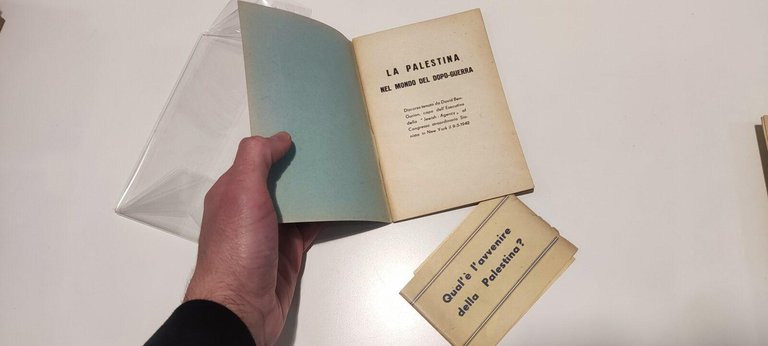 LA PALESTINA
NEL MONDO DEL DOPO-GUERRA
Discorso tenuto da David Ben-
Gurion, capo dell'Esecutivo
della "Jewish Agency„ al
Congresso straordinario Sio-
nista in New York il 9-5-1942
Qual'è l'avvenire
della Palestina?